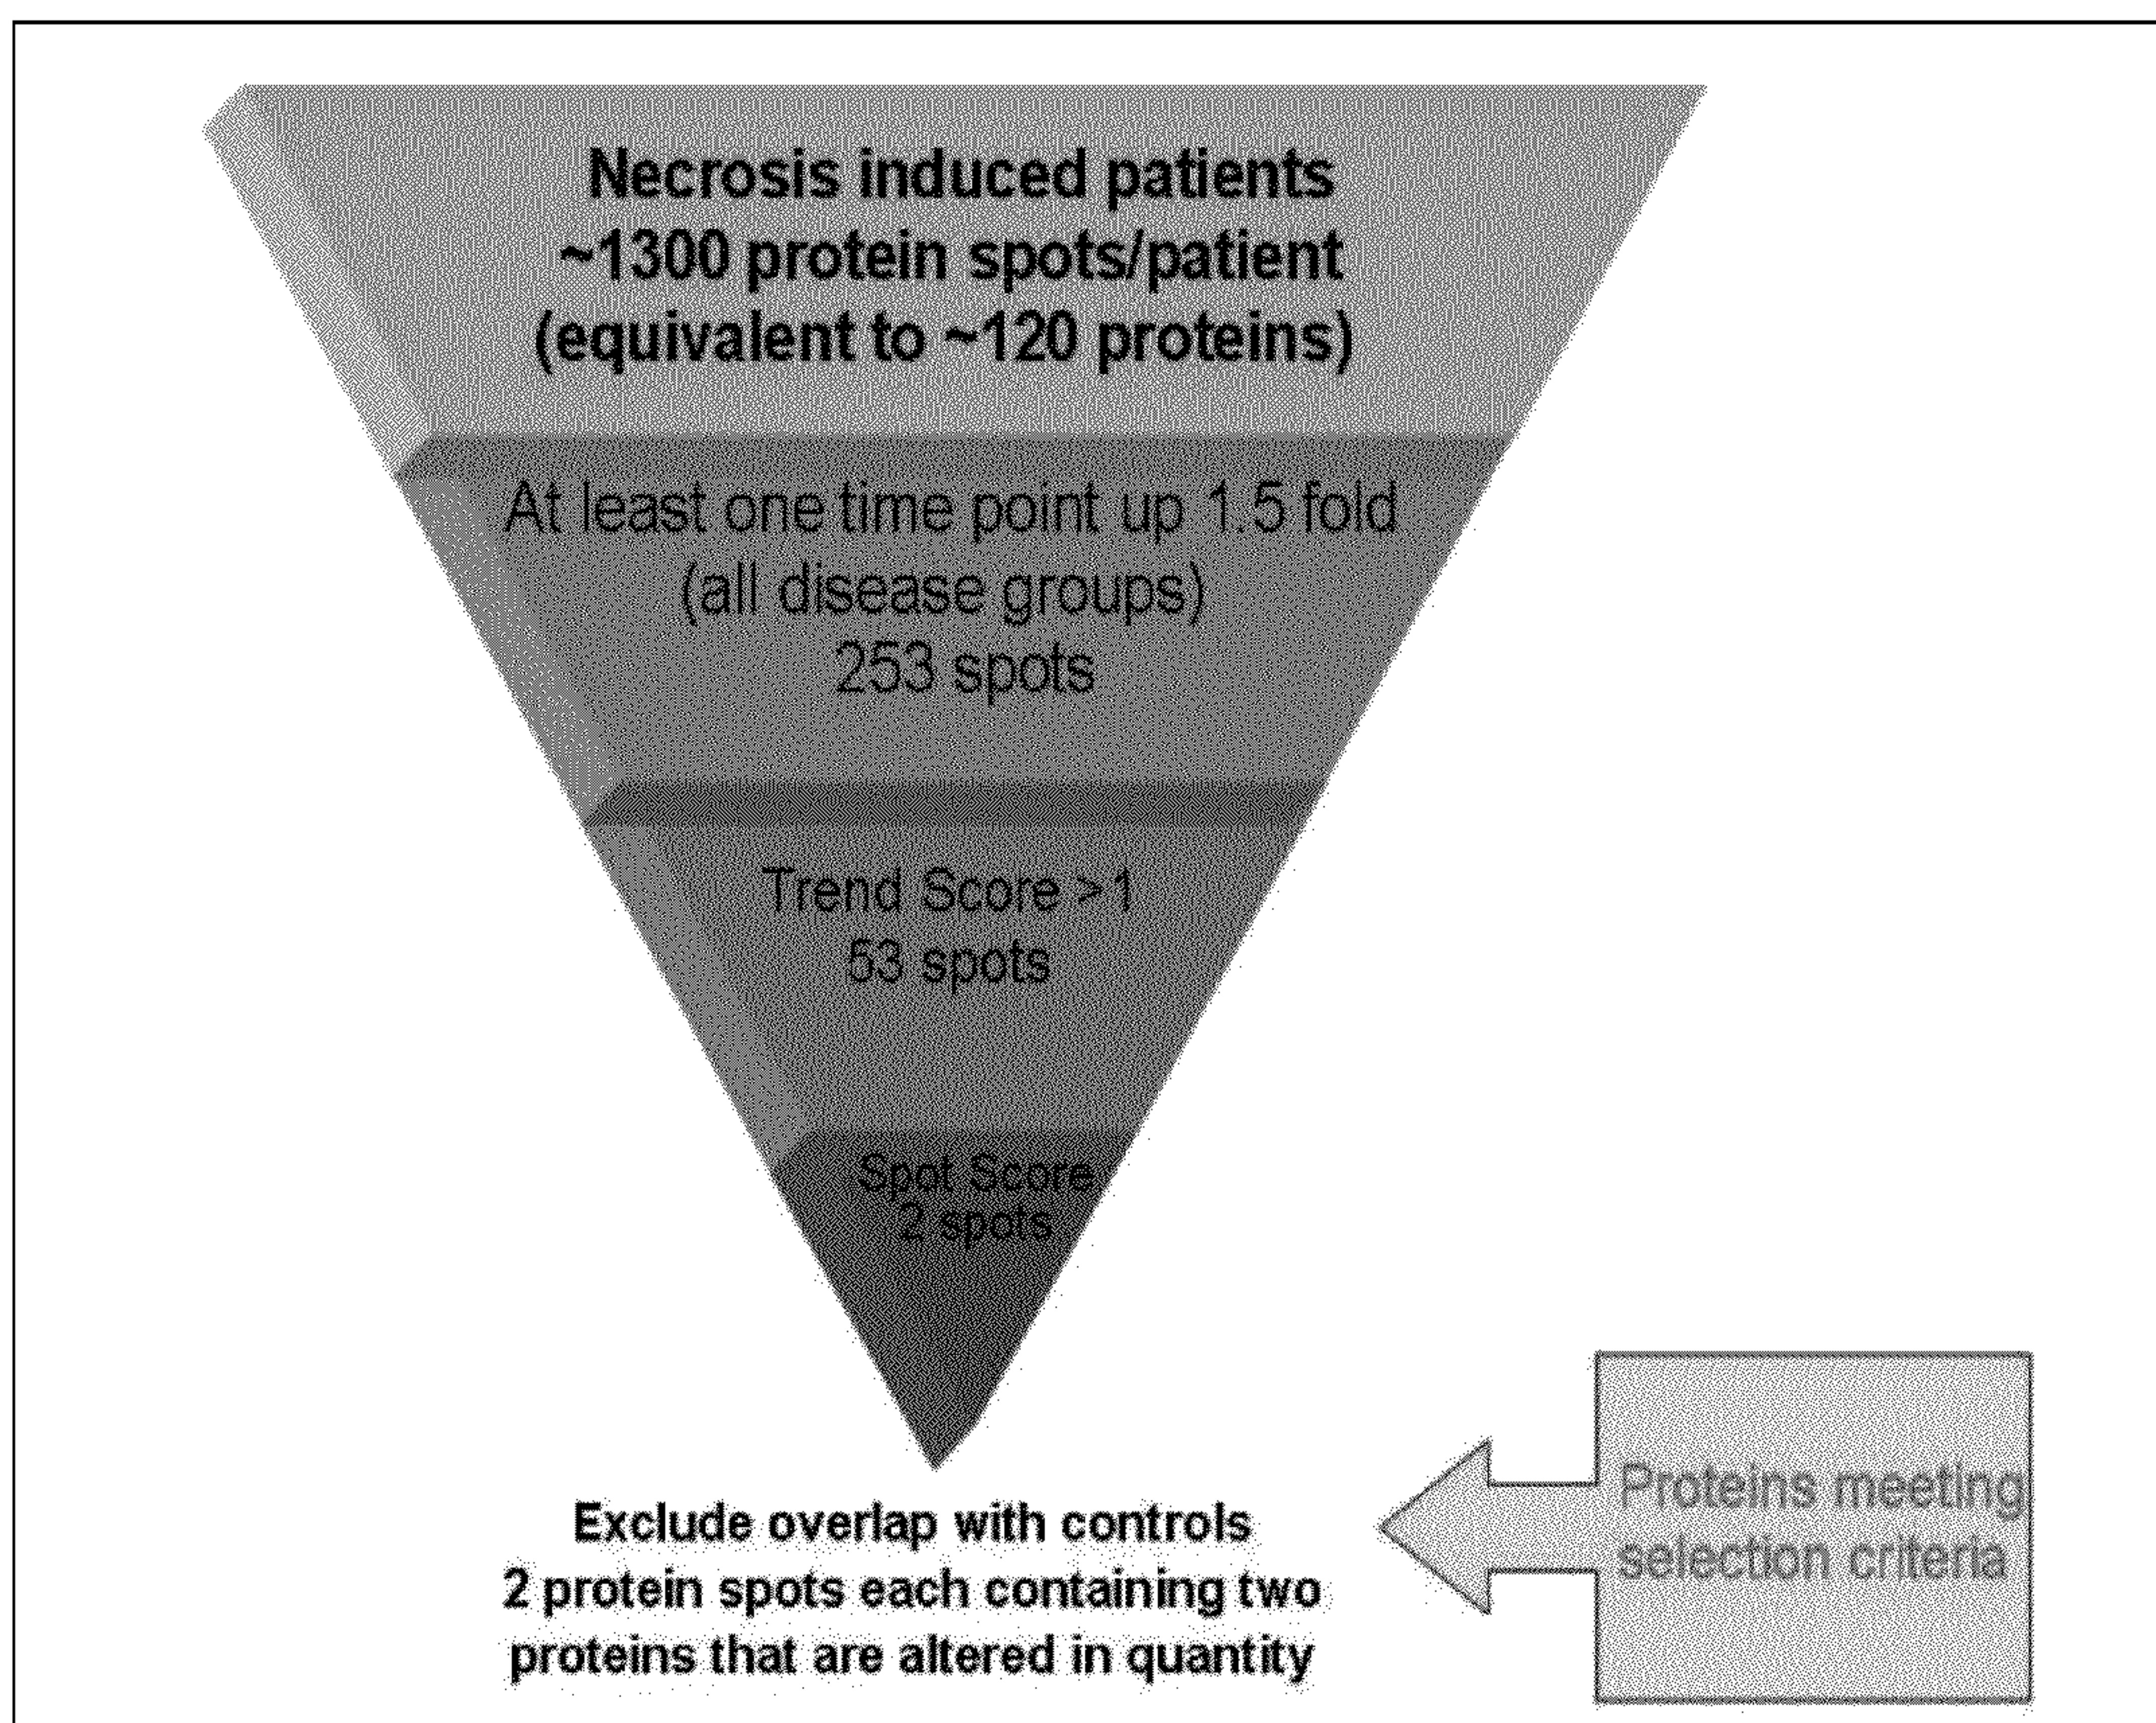 Necrosis induced patients
~1300 protein spots/patient
(equivalent to ~120 proteins)
At least one time point up 1.5 fold
(all disease groups)
253 spots
Trend Score >1
53 spots
Spot Score
2 spots
Exclude overlap with controls
2 protein spots each containing two
proteins that are altered in quantity
Proteins meeting
selection criteria